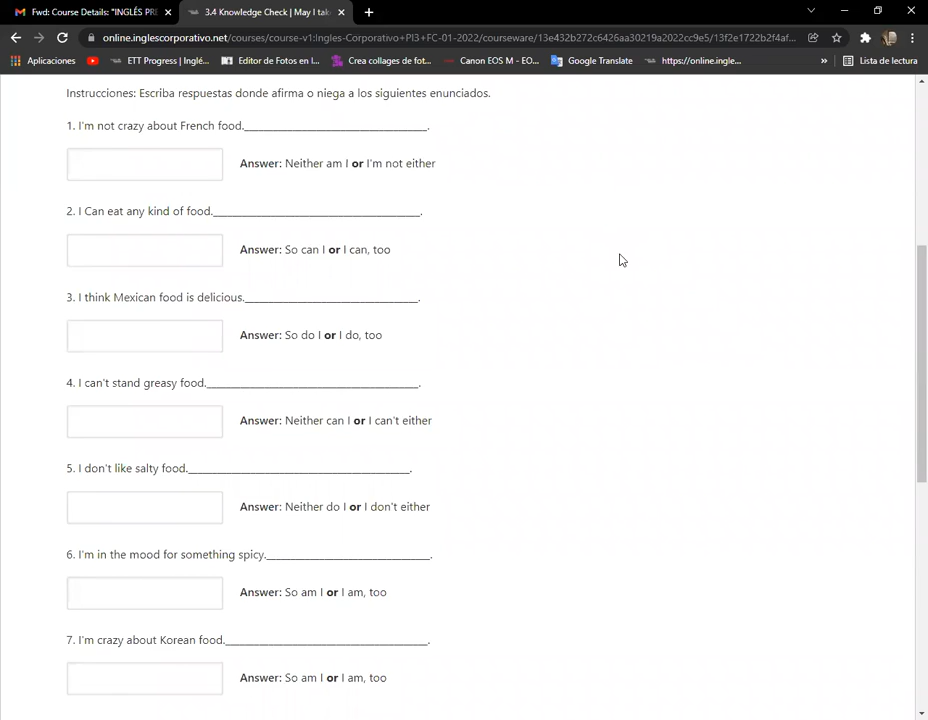 Fwd: Course Details: "INGLÉS PRE
3.4 Knowledge Check | May I take
online.inglescorporativo.net/courses/course-v1:Ingles-Corporativo+PI3+FC-01-2022/courseware/13e432b272c6426aa30219a2022cc9e5/13f2e1722b2f4af...
Aplicaciones
ETT Progress | Inglé...
Editor de Fotos en l...
Crea collages de fot...
Canon EOS M - EO...
Google Translate
https://online.ingle...
»
Lista de lectura
Instrucciones: Escriba respuestas donde afirma o niega a los siguientes enunciados.
1. I'm not crazy about French food.______________________________.
Answer: Neither am I or I'm not either
2. I Can eat any kind of food.__________________________________.
Answer: So can I or I can, too
3. I think Mexican food is delicious.____________________________.
Answer: So do I or I do, too
4. I can't stand greasy food.___________________________________.
Answer: Neither can I or I can't either
5. I don't like salty food.____________________________________.
Answer: Neither do I or I don't either
6. I'm in the mood for something spicy.___________________________.
Answer: So am I or I am, too
7. I'm crazy about Korean food._________________________________.
Answer: So am I or I am, too